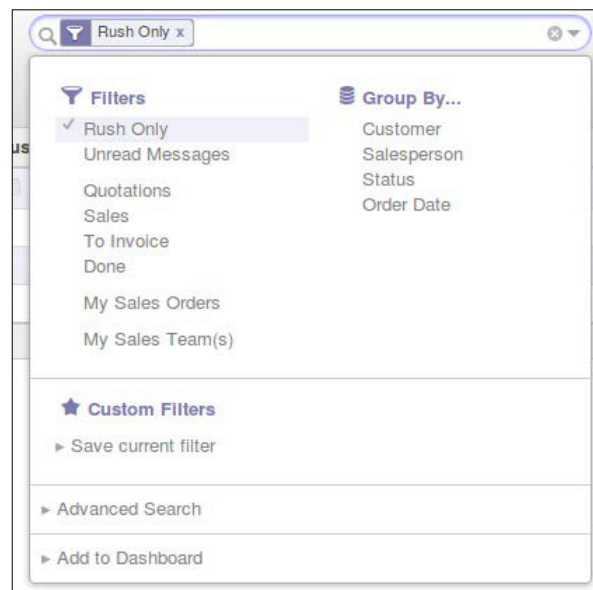 Rush Only x
Filters
Rush Only
Unread Messages
Quotations
Sales
To Invoice
Done
My Sales Orders
My Sales Team(s)
Group By...
Customer
Salesperson
Status
Order Date
Custom Filters
Save current filter
Advanced Search
Add to Dashboard